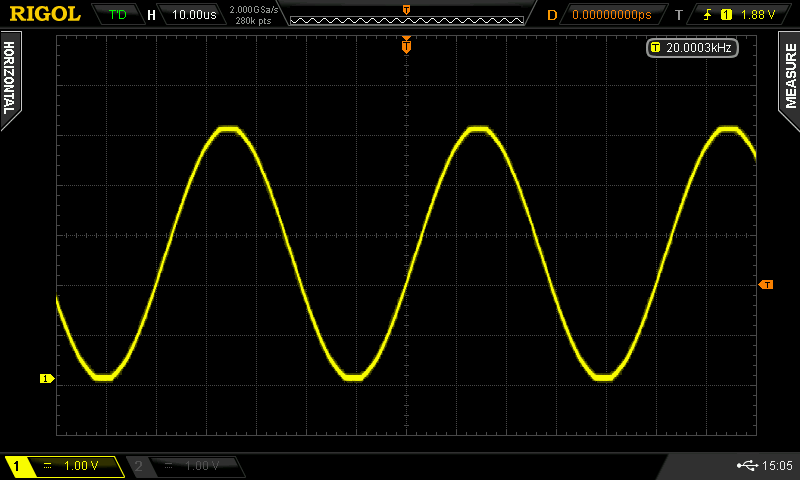 RIGOL T'D H 10.00us 2.000GSa/s 280k pts T D 0.00000000ps T 1 1.88 V
HORIZONTAL
T
T 20.0003kHz
MEASURE
T
1
1 1.00 V 2 1.00 V 15:05